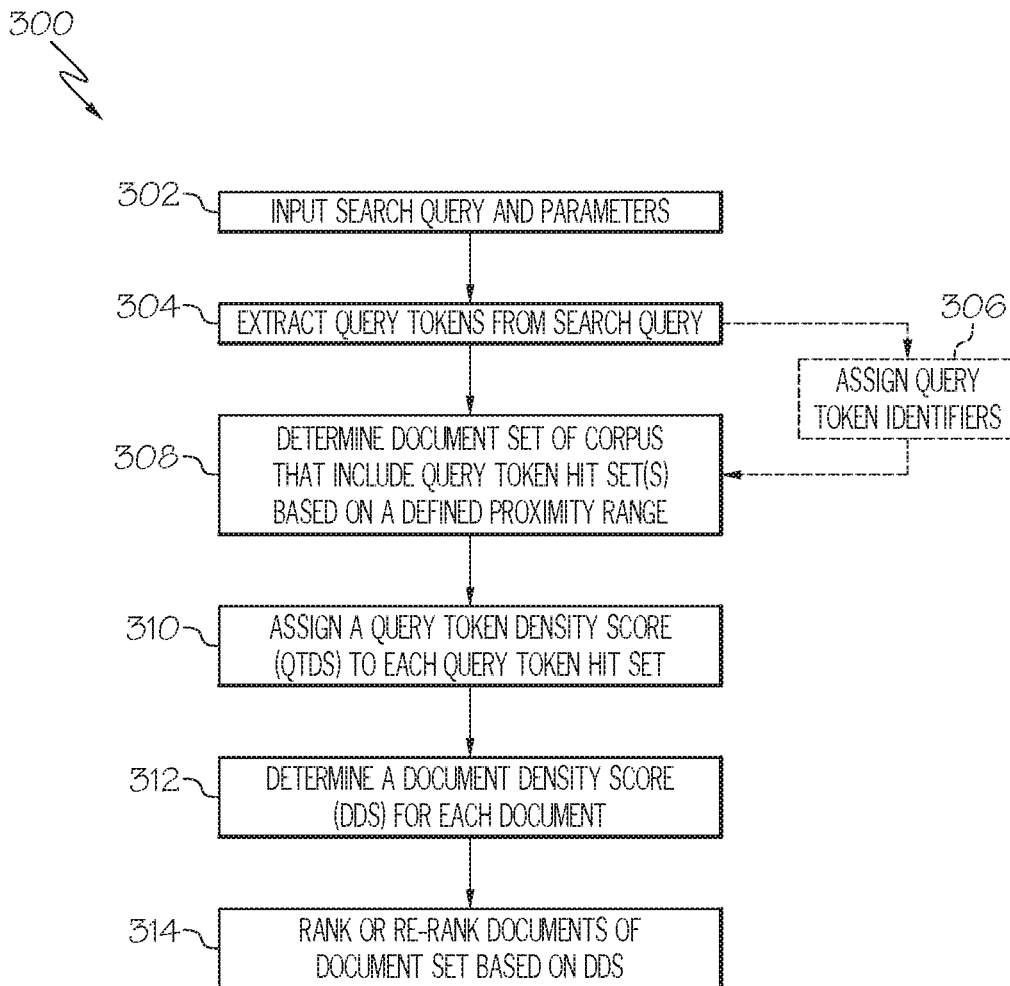 300
302
INPUT SEARCH QUERY AND PARAMETERS
304
EXTRACT QUERY TOKENS FROM SEARCH QUERY
306
ASSIGN QUERY
TOKEN IDENTIFIERS
308
DETERMINE DOCUMENT SET OF CORPUS
THAT INCLUDE QUERY TOKEN HIT SET(S)
BASED ON A DEFINED PROXIMITY RANGE
310
ASSIGN A QUERY TOKEN DENSITY SCORE
(QTDS) TO EACH QUERY TOKEN HIT SET
312
DETERMINE A DOCUMENT DENSITY SCORE
(DDS) FOR EACH DOCUMENT
314
RANK OR RE-RANK DOCUMENTS OF
DOCUMENT SET BASED ON DDS